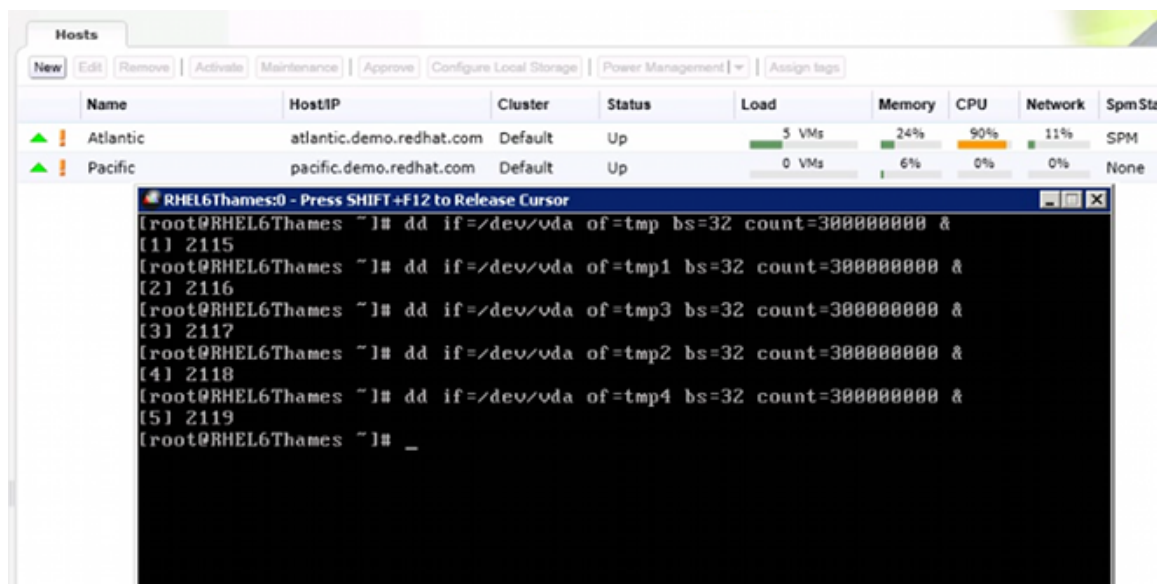 Hosts
New Edit Remove Activate Maintenance Approve Configure Local Storage Power Management Assign tags
Name Host/IP Cluster Status Load Memory CPU Network SpmSta
Atlantic atlantic.demo.redhat.com Default Up 5 VMs 24% 90% 11% SPM
Pacific pacific.demo.redhat.com Default Up 0 VMs 6% 0% 0% None
RHEL6Thames:0 - Press SHIFT+F12 to Release Cursor
[root@RHEL6Thames ~]# dd if=/dev/vda of=tmp bs=32 count=300000000 &
[1] 2115
[root@RHEL6Thames ~]# dd if=/dev/vda of=tmp1 bs=32 count=300000000 &
[2] 2116
[root@RHEL6Thames ~]# dd if=/dev/vda of=tmp3 bs=32 count=300000000 &
[3] 2117
[root@RHEL6Thames ~]# dd if=/dev/vda of=tmp2 bs=32 count=300000000 &
[4] 2118
[root@RHEL6Thames ~]# dd if=/dev/vda of=tmp4 bs=32 count=300000000 &
[5] 2119
[root@RHEL6Thames ~]# _